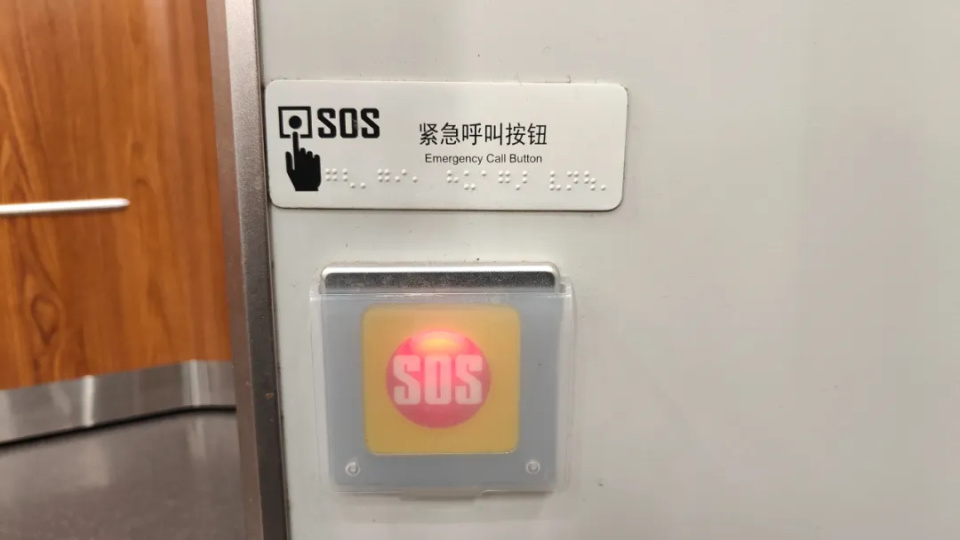 SOS
紧急呼叫按钮
Emergency Call Button
SOS